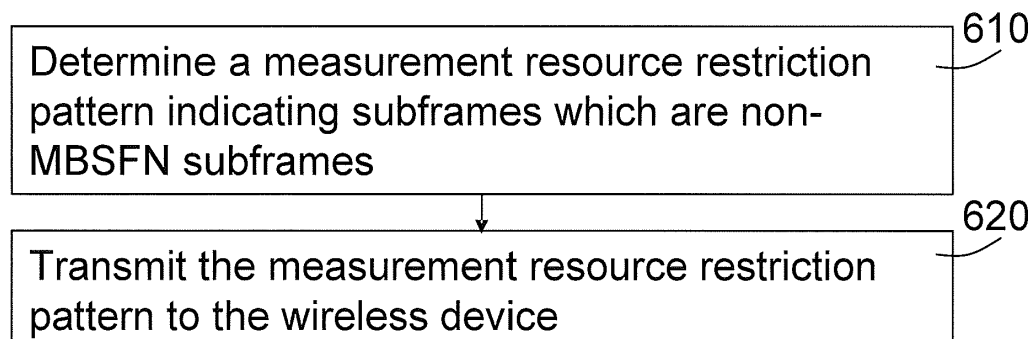 610
Determine a measurement resource restriction
pattern indicating subframes which are non-
MBSFN subframes
620
Transmit the measurement resource restriction
pattern to the wireless device